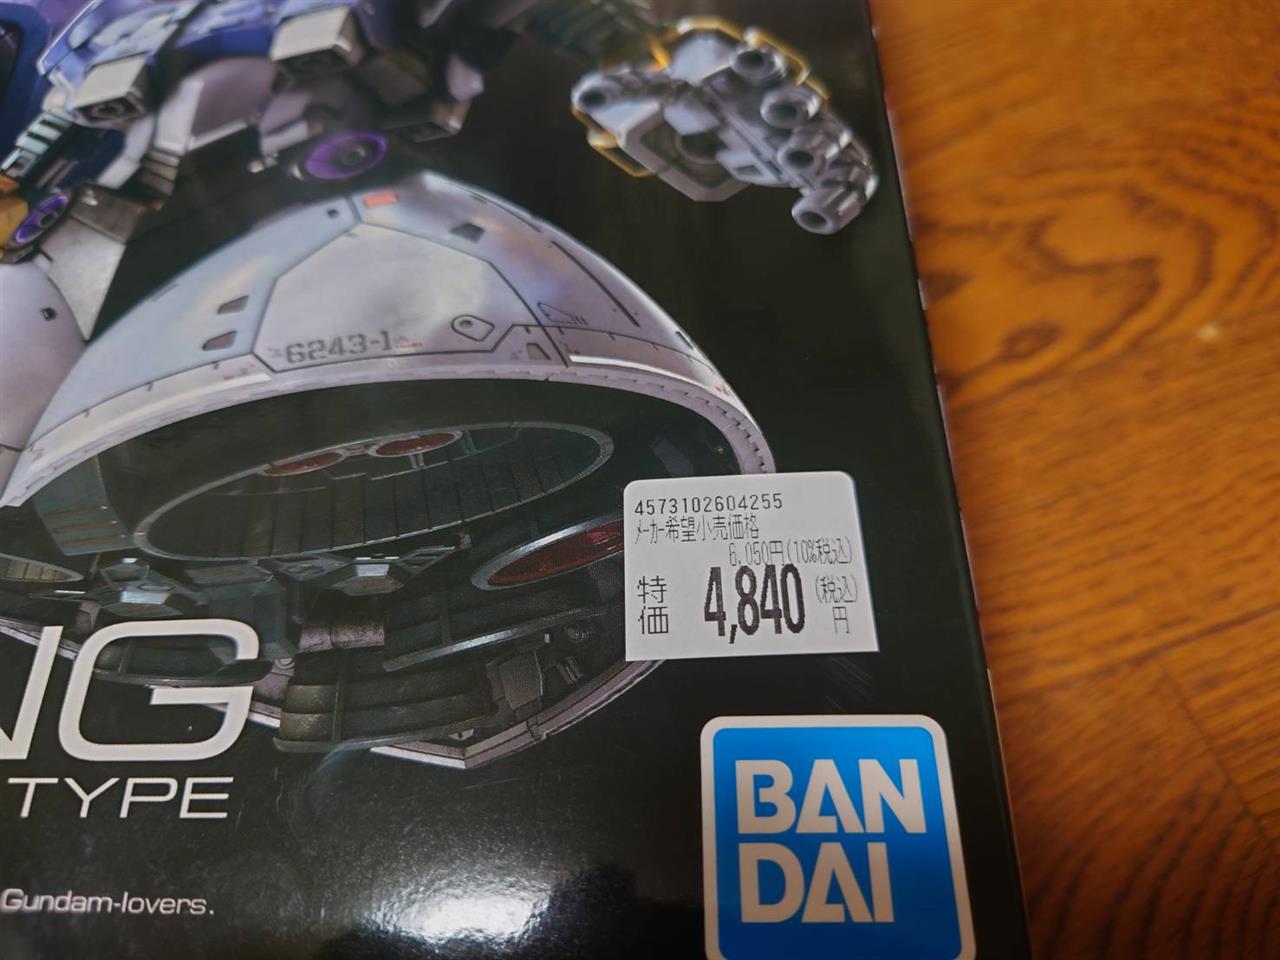 6243-1
4573102604255
メーカー希望小売価格
6,050円(10%税込)
特価 4,840 (税込)円
NG
TYPE
Gundam-lovers.
BAN
DAI